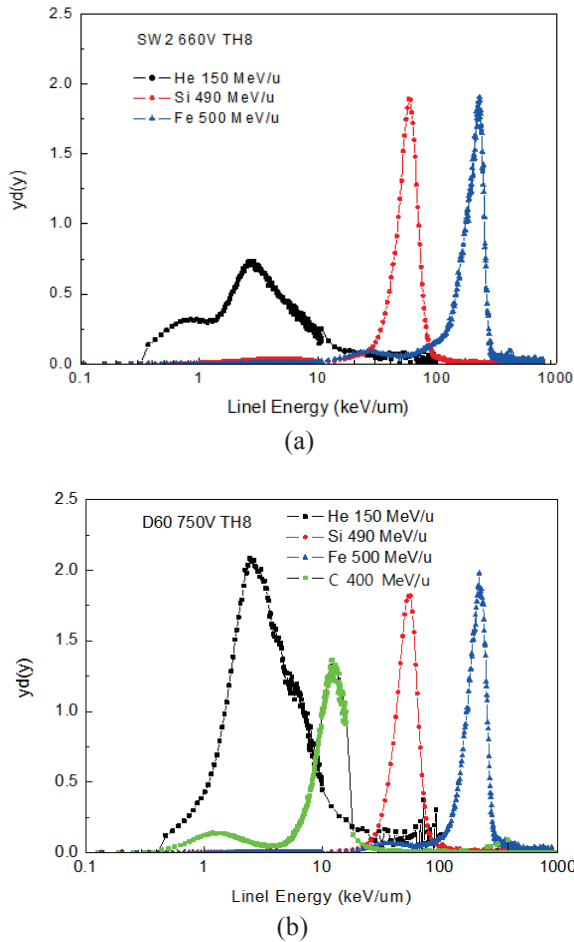 2.5
SW 2 660V TH8
2.0
He 150 MeV/u
Si 490 MeV/u
Fe 500 MeV/u
1.5
yd(y)
1.0
0.5
0.0
0.1 1 10 100 1000
Linel Energy (keV/um)
(a)
2.5
D60 750V TH8
He 150 MeV/u
Si 490 MeV/u
2.0
Fe 500 MeV/u
C 400 MeV/u
1.5
yd(y)
1.0
0.5
0.0
0.1 1 10 100 1000
Linel Energy (keV/um)
(b)